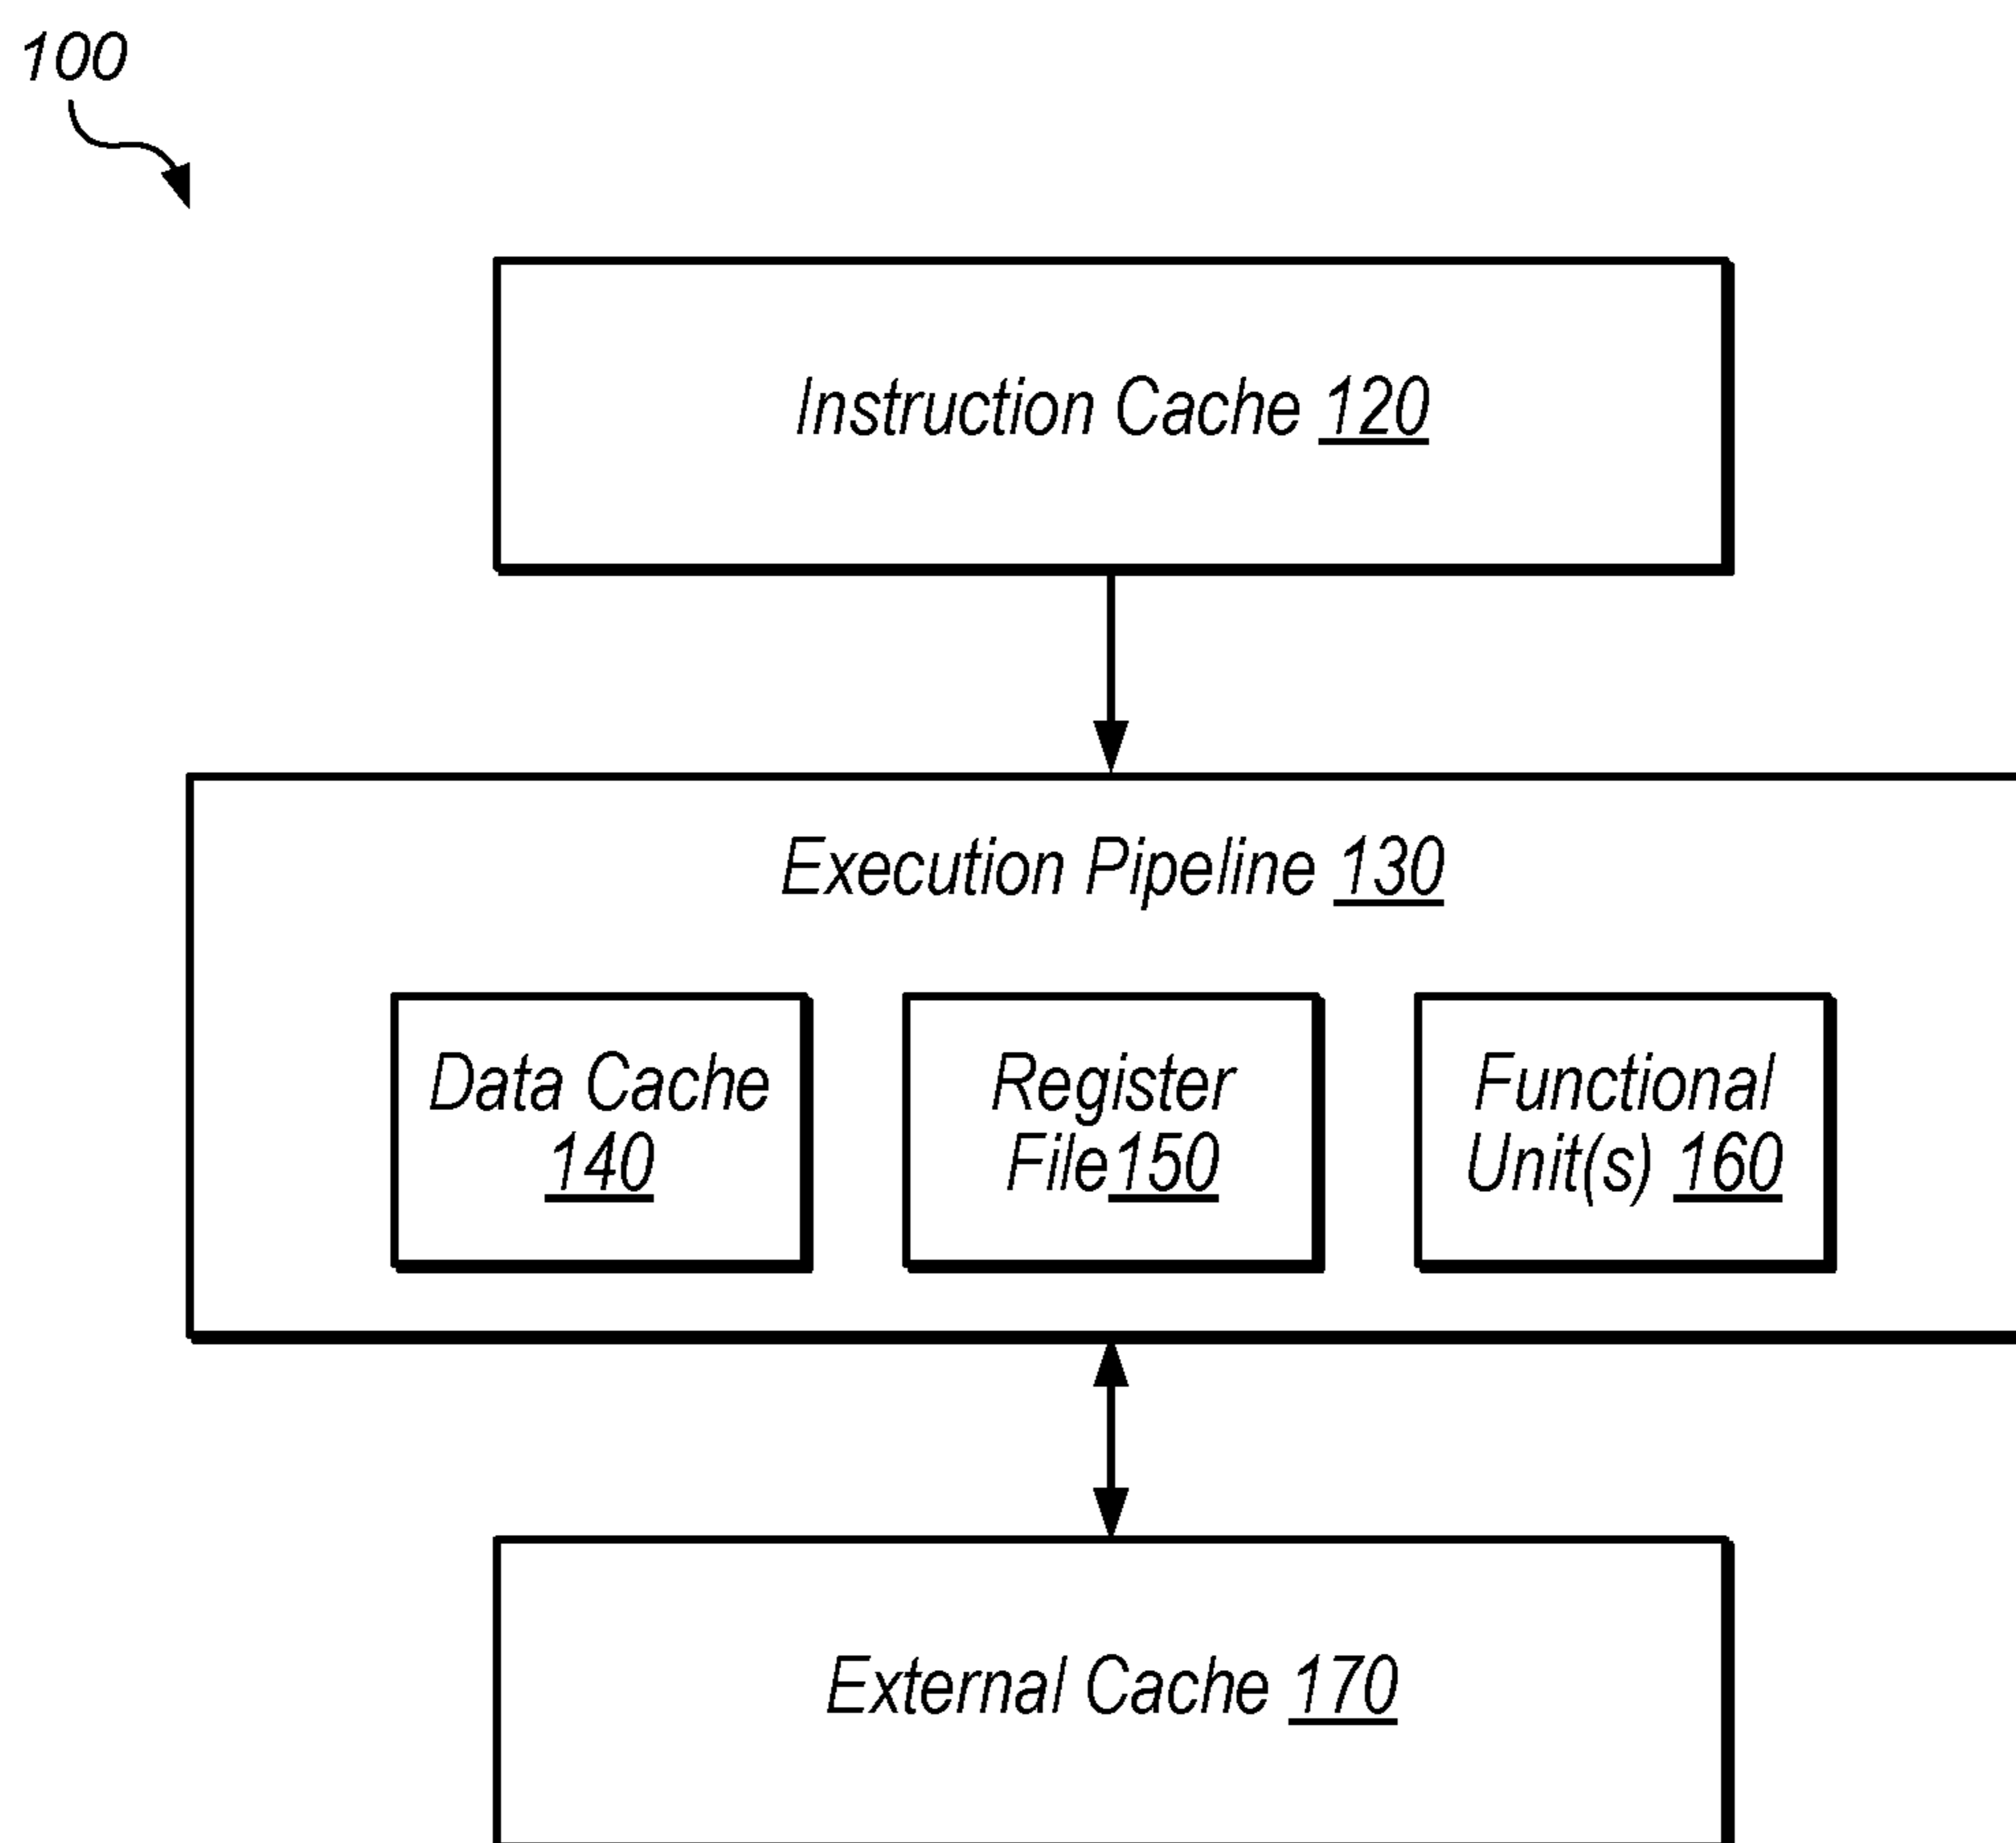 100
Instruction Cache 120
Execution Pipeline 130
Data Cache
140
Register
File150
Functional
Unit(s) 160
External Cache 170